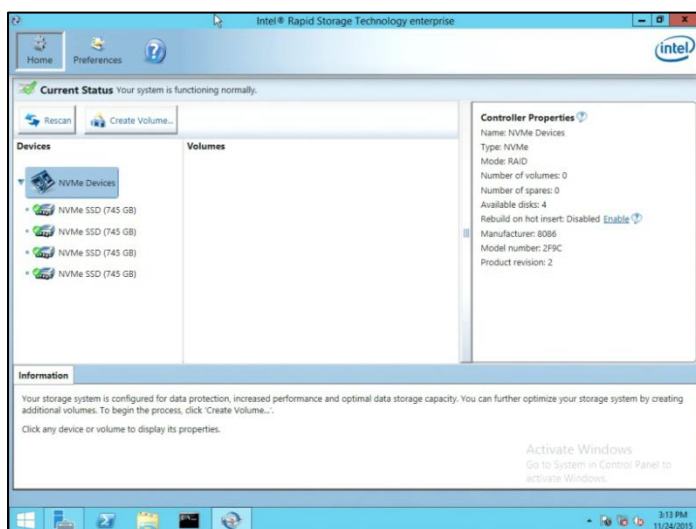 Intel® Rapid Storage Technology enterprise
Home
Preferences
intel
Current Status Your system is functioning normally.
Rescan
Create Volume...
Devices
NVMe Devices
NVMe SSD (745 GB)
NVMe SSD (745 GB)
NVMe SSD (745 GB)
NVMe SSD (745 GB)
Volumes
Controller Properties
Name: NVMe Devices
Type: NVMe
Mode: RAID
Number of volumes: 0
Number of spares: 0
Available disks: 4
Rebuild on hot insert: Disabled Enable
Manufacturer: 8086
Model number: 2F9C
Product revision: 2
Information
Your storage system is configured for data protection, increased performance and optimal data storage capacity. You can further optimize your storage system by creating
additional volumes. To begin the process, click 'Create Volume...'.
Click any device or volume to display its properties.
Activate Windows
Go to System in Control Panel to
activate Windows.
3:13 PM
11/24/2015